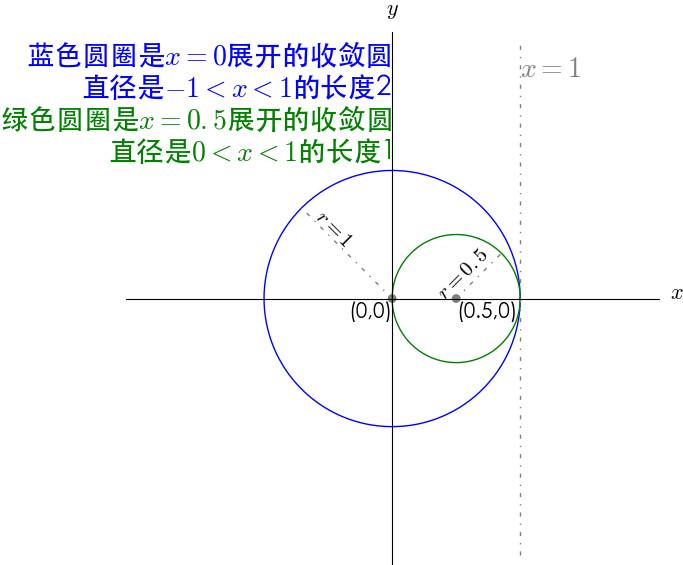 y
蓝色圆圈是x = 0展开的收敛圆
直径是−1 < x < 1的长度2
x = 1
绿色圆圈是x = 0.5展开的收敛圆
直径是0 < x < 1的长度1
r = 1
r = 0.5
x
(0,0)
(0.5,0)